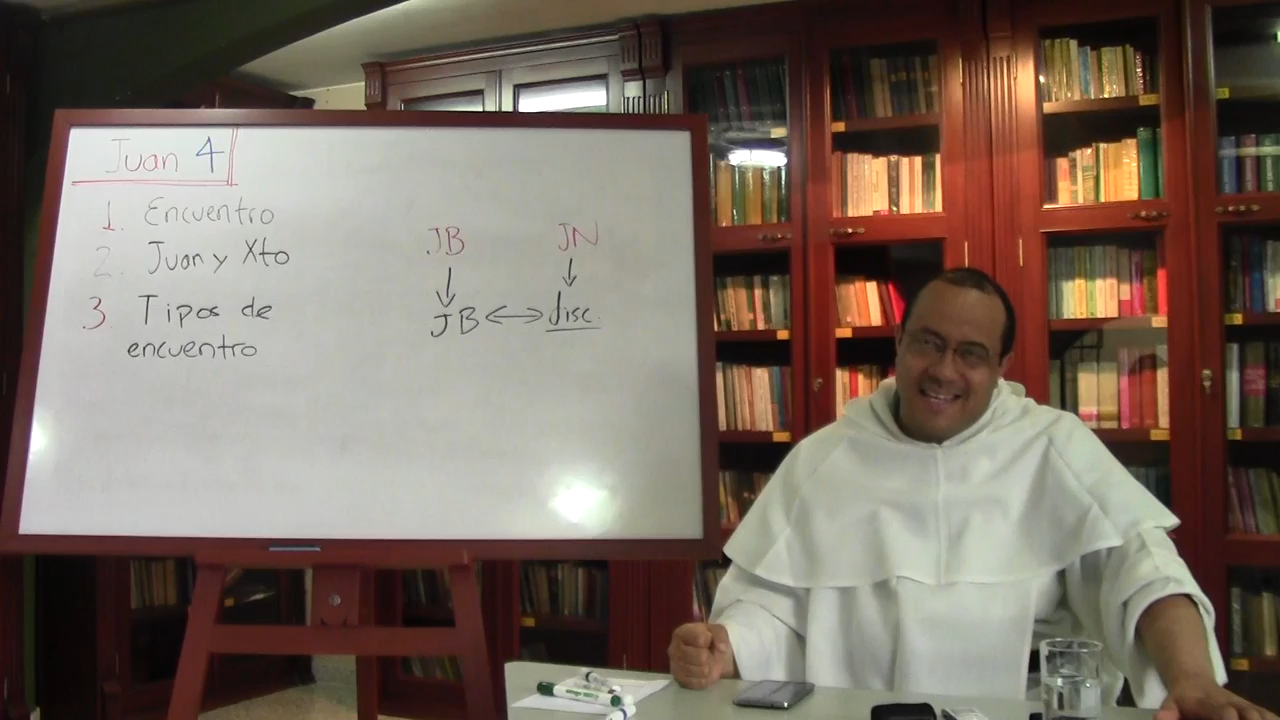 Juan 4
1. Encuentro
2. Juan y Xto
3. Tipos de
encuentro
JB JN
↓ ↓
JB ↔ disc.